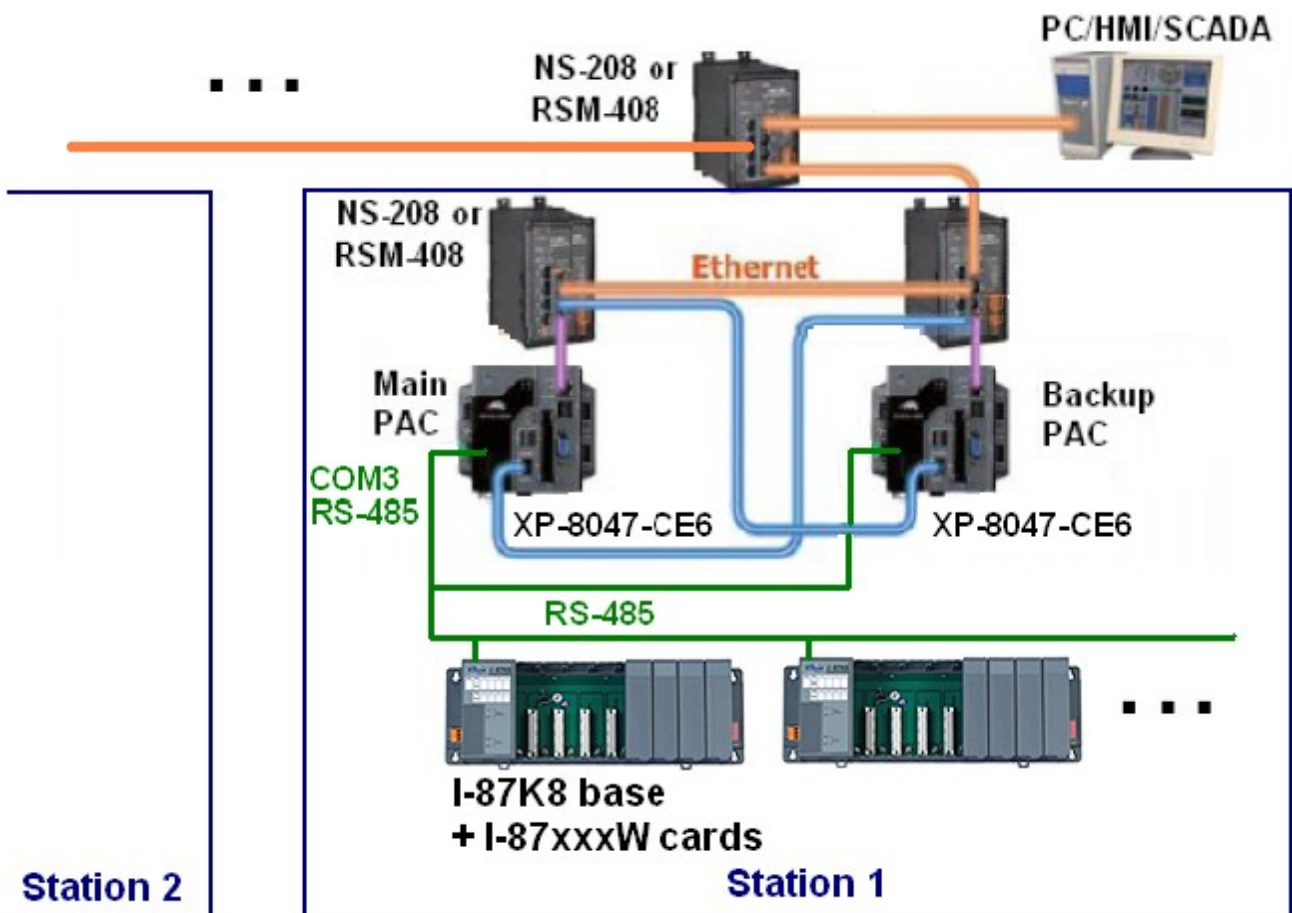 PC/HMI/SCADA
NS-208 or
RSM-408
. . .
NS-208 or
RSM-408
Ethernet
Main
PAC
Backup
PAC
COM3
RS-485
XP-8047-CE6
XP-8047-CE6
RS-485
. . .
I-87K8 base
+ I-87xxxW cards
Station 2
Station 1